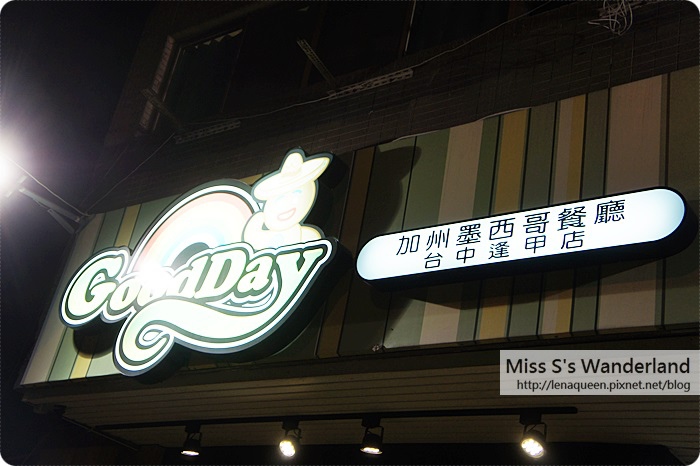 GoodDay
加州墨西哥餐廳
台中逢甲店
Miss S's Wanderland
http://lenaqueen.pixnet.net/blog